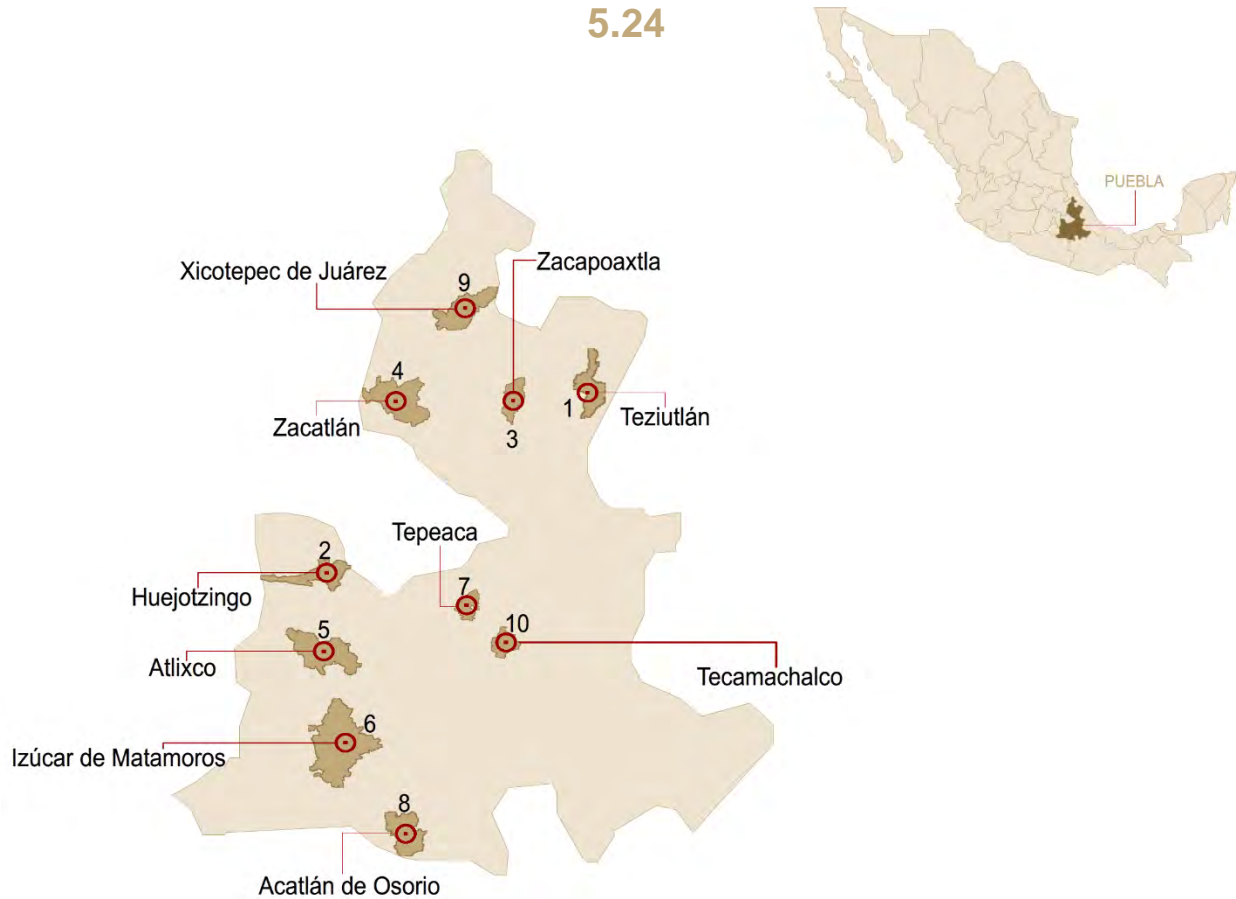 5.24
PUEBLA
Xicotepec de Juárez
9
Zacapoaxtla
4
Zacatlán
3
1
Teziutlán
Tepeaca
2
Huejotzingo
7
10
5
Atlixco
Tecamachalco
6
Izúcar de Matamoros
8
Acatlán de Osorio